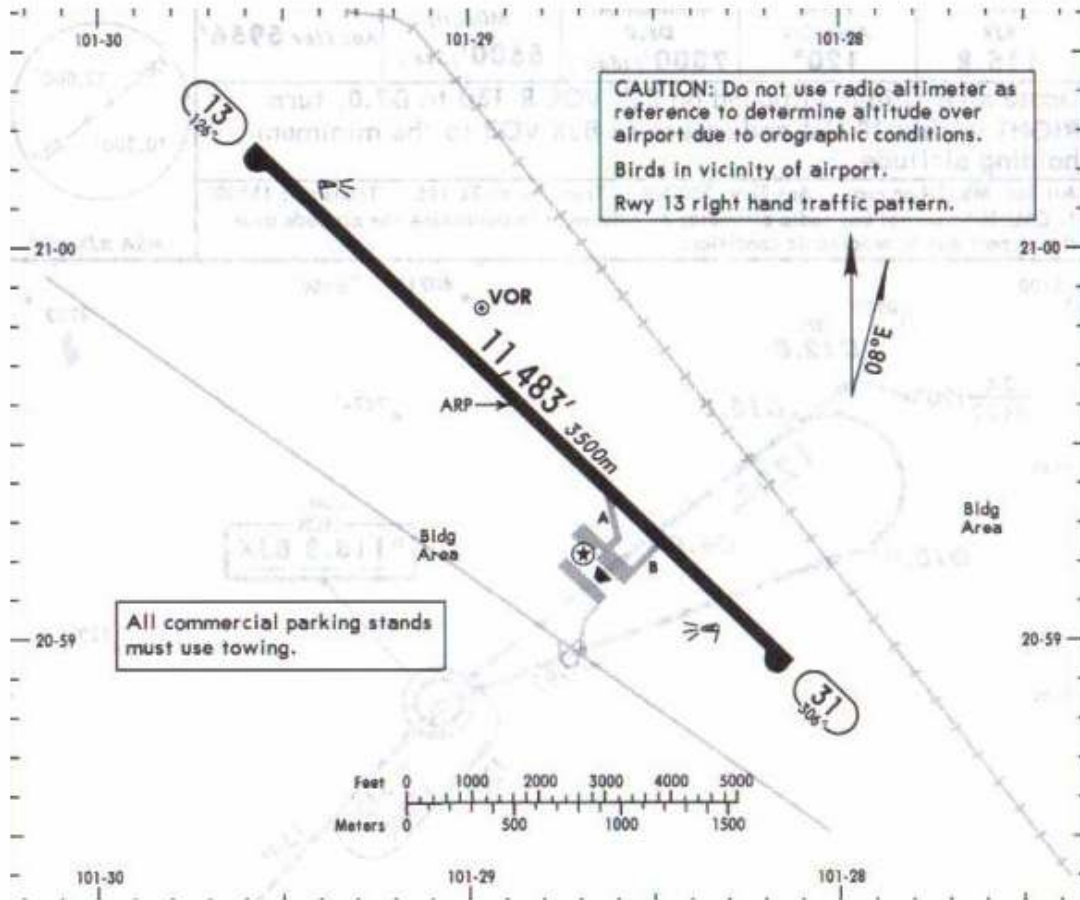 101-30
101-29
101-28
13
126°
CAUTION: Do not use radio altimeter as
reference to determine altitude over
airport due to orographic conditions.
Birds in vicinity of airport.
Rwy 13 right hand traffic pattern.
21-00
21-00
VOR
08°E
11,483'
ARP
3500m
A
B
Bldg
Area
Bldg
Area
All commercial parking stands
must use towing.
20-59
20-59
31
306°
Feet 0 1000 2000 3000 4000 5000
Meters 0 500 1000 1500
101-30
101-29
101-28